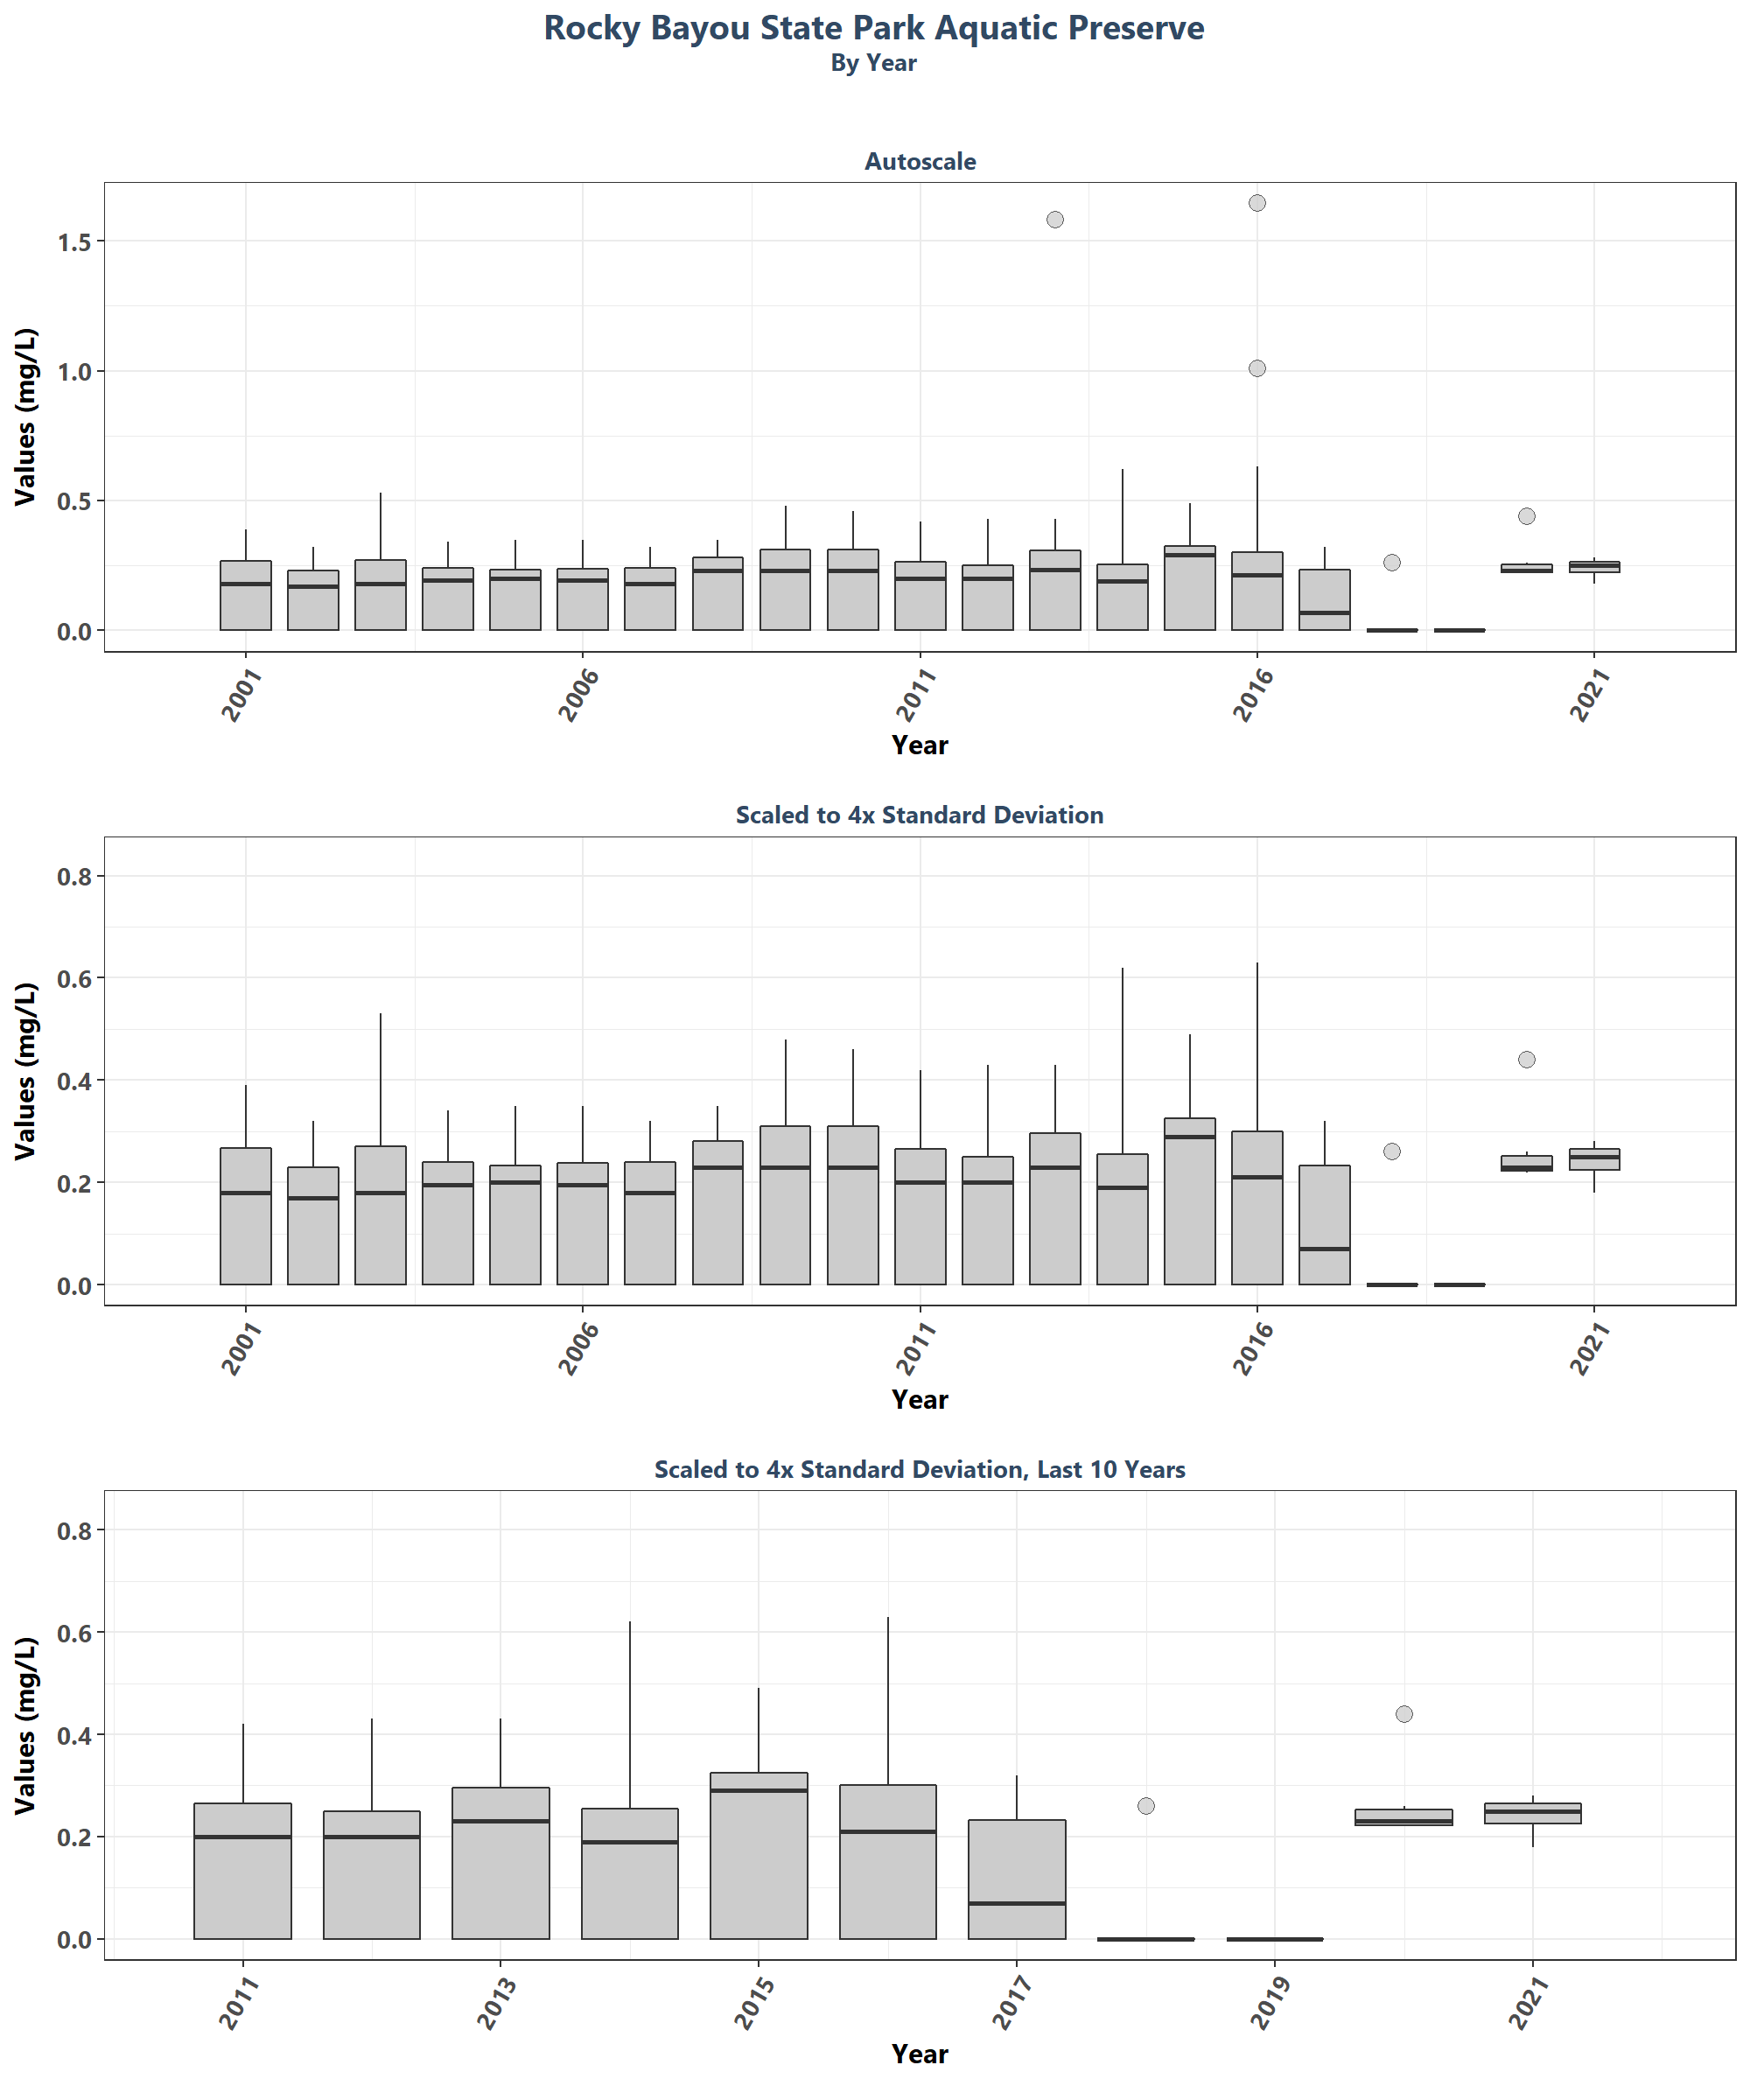 Rocky Bayou State Park Aquatic Preserve
By Year
Autoscale
Values (mg/L)
1.5
1.0
0.5
0.0
2001 2006 2011 2016 2021
Year
Scaled to 4x Standard Deviation
Values (mg/L)
0.8
0.6
0.4
0.2
0.0
2001 2006 2011 2016 2021
Year
Scaled to 4x Standard Deviation, Last 10 Years
Values (mg/L)
0.8
0.6
0.4
0.2
0.0
2011 2013 2015 2017 2019 2021
Year